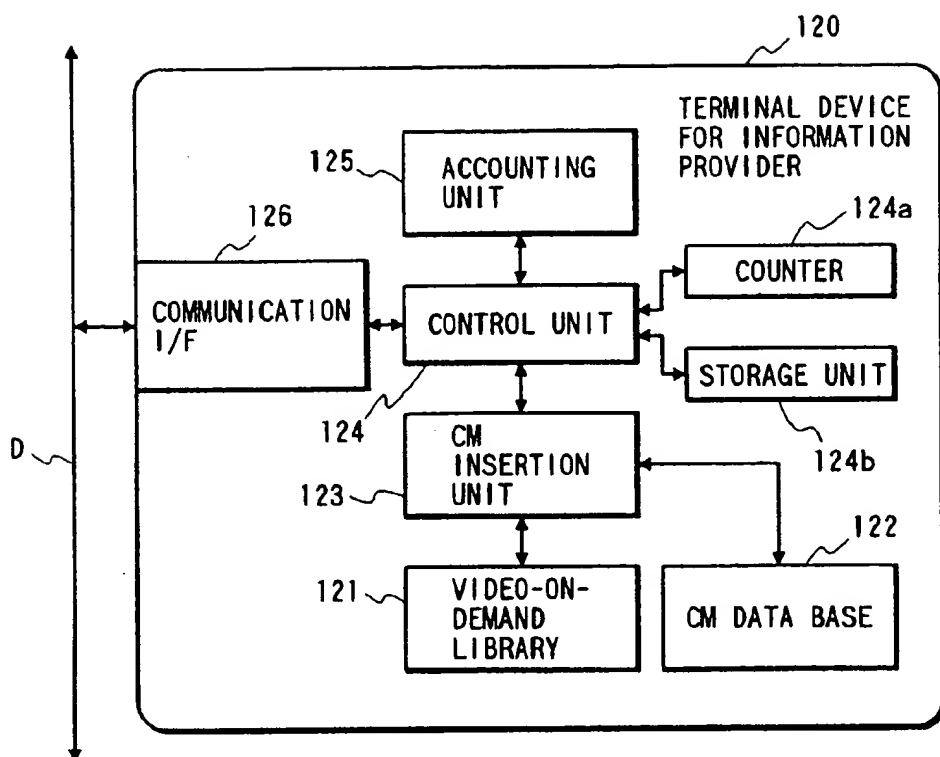 120
TERMINAL DEVICE
FOR INFORMATION
PROVIDER
125
ACCOUNTING
UNIT
126
124a
COUNTER
COMMUNICATION
I/F
CONTROL UNIT
STORAGE UNIT
124
124b
D
CM
INSERTION
UNIT
123
122
121
VIDEO-ON-
DEMAND
LIBRARY
CM DATA BASE